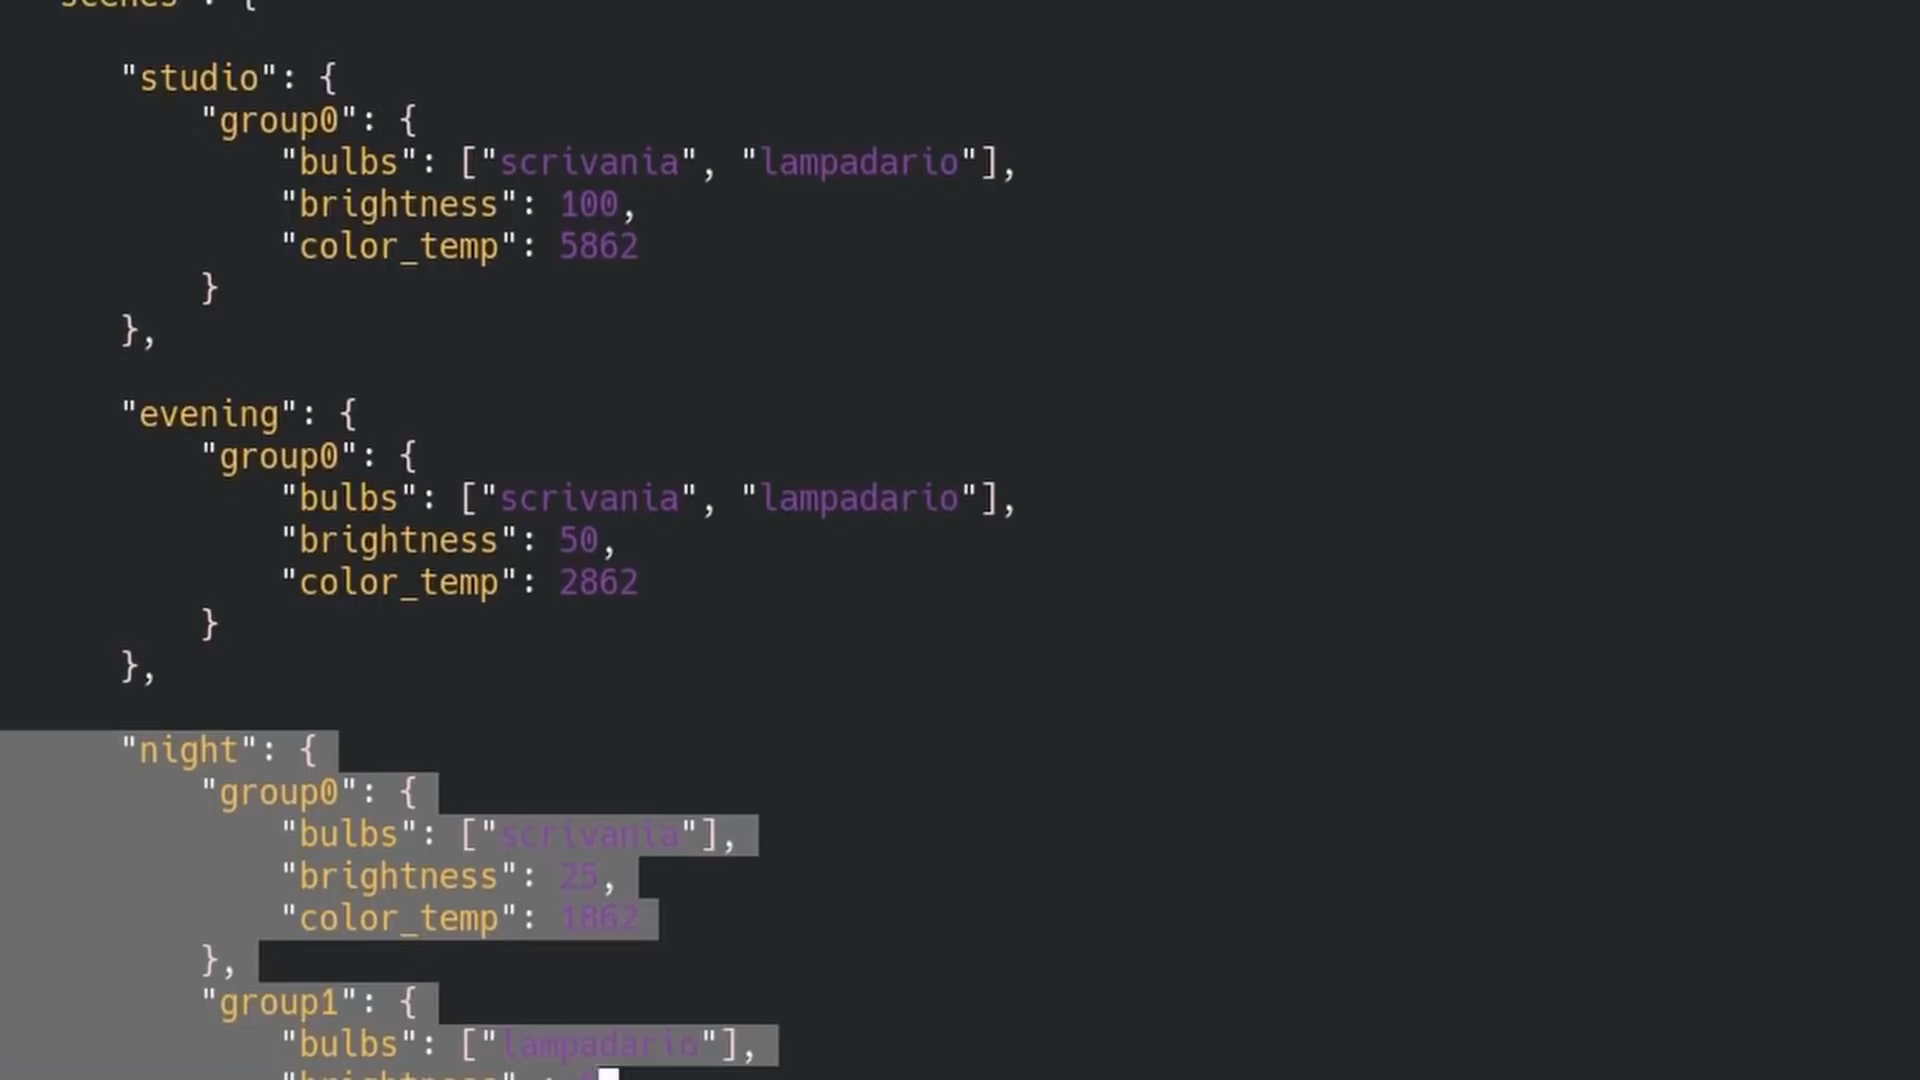 "studio": {
"group0": {
"bulbs": ["scrivania", "lampadario"],
"brightness": 100,
"color_temp": 5862
}
},
"evening": {
"group0": {
"bulbs": ["scrivania", "lampadario"],
"brightness": 50,
"color_temp": 2862
}
},
"night": {
"group0": {
"bulbs": ["scrivania"],
"brightness": 25,
"color_temp": 1862
},
"group1": {
"bulbs": ["lampadario"],